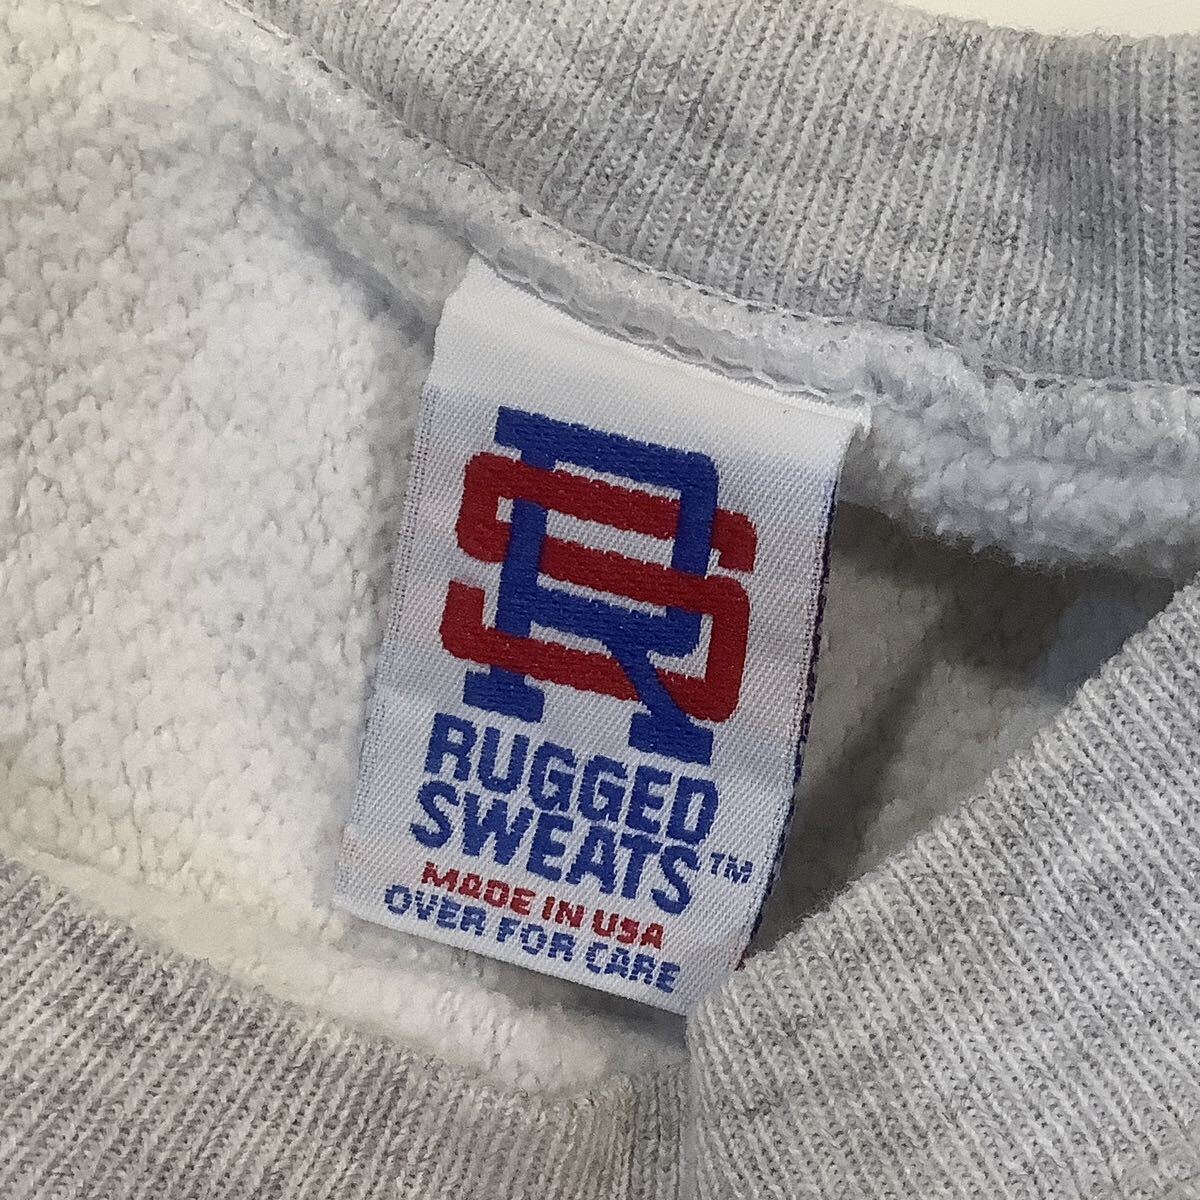 RS
RUGGED
SWEATS™
MADE IN USA
OVER FOR CARE